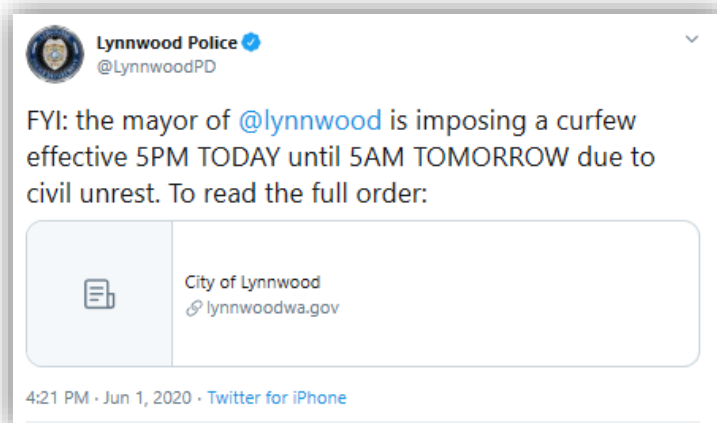 Lynnwood Police
@LynnwoodPD
FYI: the mayor of @lynnwood is imposing a curfew
effective 5PM TODAY until 5AM TOMORROW due to
civil unrest. To read the full order:
City of Lynnwood
lynnwoodwa.gov
4:21 PM · Jun 1, 2020 · Twitter for iPhone